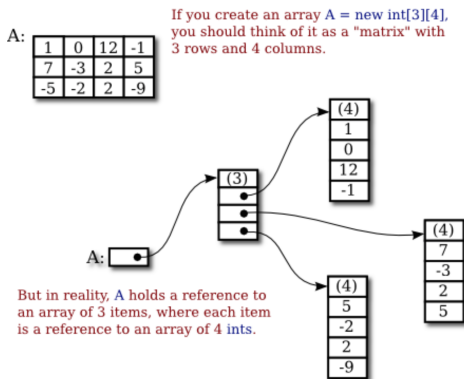 If you create an array A = new int[3][4],
you should think of it as a "matrix" with
3 rows and 4 columns.
A:
1 0 12 -1
7 -3 2 5
-5 -2 2 -9
(4)
1
0
12
-1
(3)
(4)
7
-3
2
5
A:
But in reality, A holds a reference to
an array of 3 items, where each item
is a reference to an array of 4 ints.
(4)
5
-2
2
-9